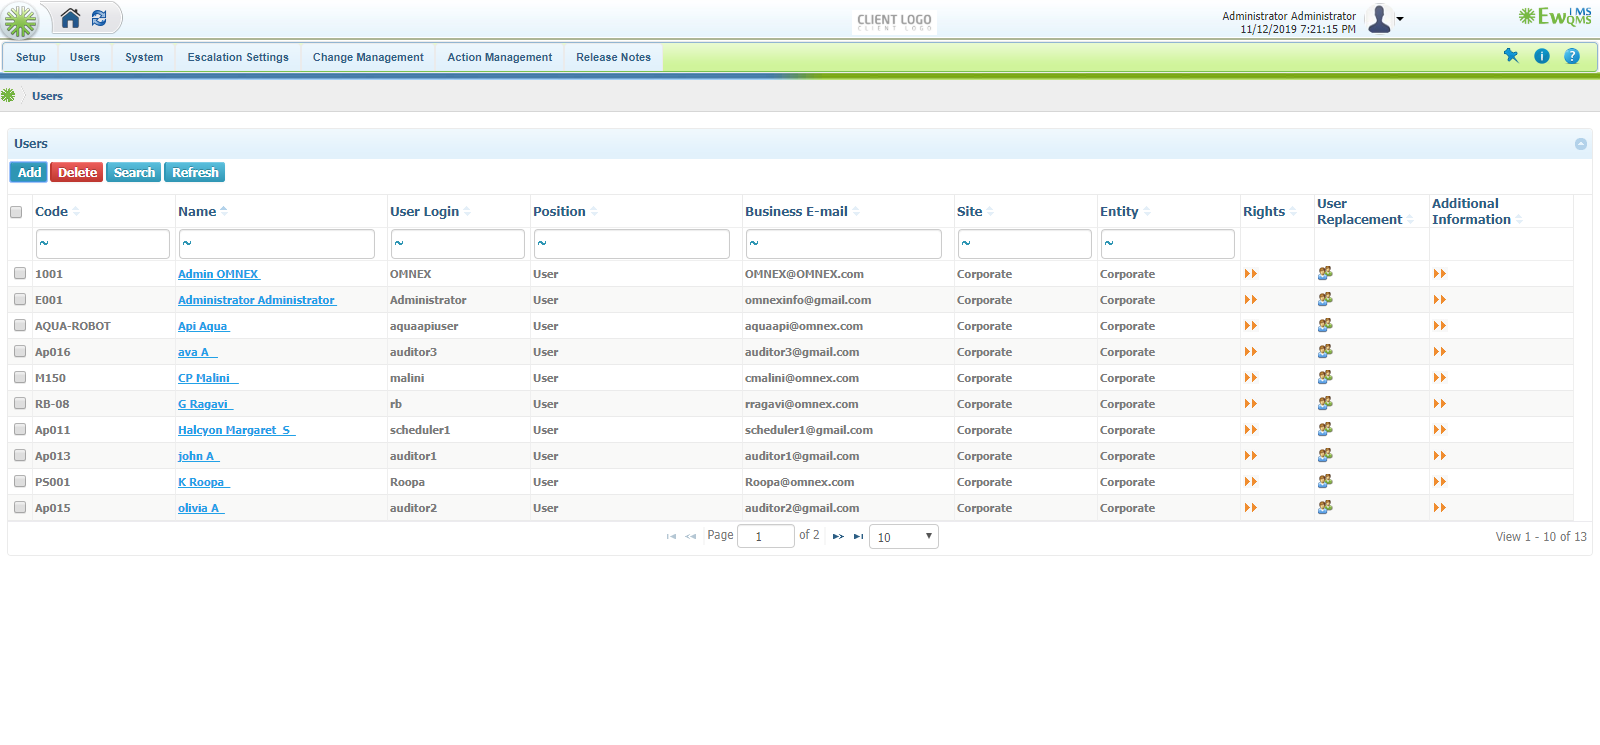 CLIENT LOGO
CLIENT LOGO
Administrator Administrator
11/12/2019 7:21:15 PM
EwQMS IMS
Setup Users System Escalation Settings Change Management Action Management Release Notes
Users
Users
Add Delete Search Refresh
Code Name User Login Position Business E-mail Site Entity Rights User Replacement Additional Information
~ ~ ~ ~ ~ ~ ~
1001 Admin OMNEX OMNEX User OMNEX@OMNEX.com Corporate Corporate
E001 Administrator Administrator Administrator User omnexinfo@gmail.com Corporate Corporate
AQUA-ROBOT Api Aqua aquaapiuser User aquaapi@omnex.com Corporate Corporate
Ap016 ava A auditor3 User auditor3@gmail.com Corporate Corporate
M150 CP Malini malini User cmalini@omnex.com Corporate Corporate
RB-08 G Ragavi rb User rragavi@omnex.com Corporate Corporate
Ap011 Halcyon Margaret S scheduler1 User scheduler1@gmail.com Corporate Corporate
Ap013 john A auditor1 User auditor1@gmail.com Corporate Corporate
PS001 K Roopa Roopa User Roopa@omnex.com Corporate Corporate
Ap015 olivia A auditor2 User auditor2@gmail.com Corporate Corporate
Page 1 of 2 10 View 1 - 10 of 13